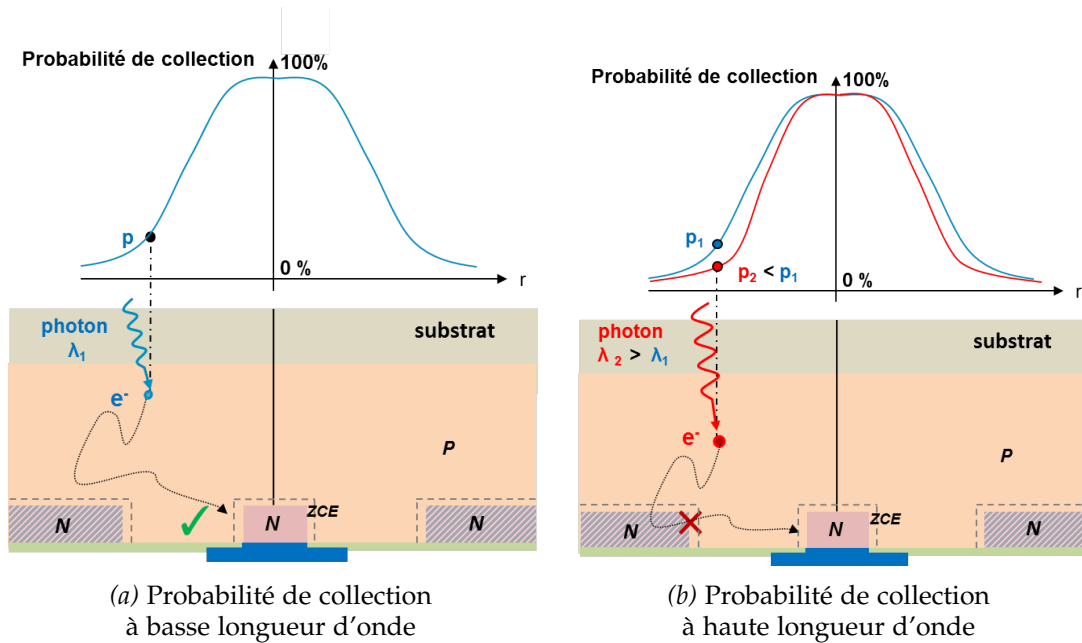 Probabilité de collection
100%
p
0 %
r
photon
λ1
substrat
e-
P
N
N
ZCE
N
(a) Probabilité de collection
à basse longueur d'onde
Probabilité de collection
100%
p1
p2 < p1
0 %
r
photon
λ 2 > λ1
substrat
e-
P
N
N
ZCE
N
(b) Probabilité de collection
à haute longueur d'onde